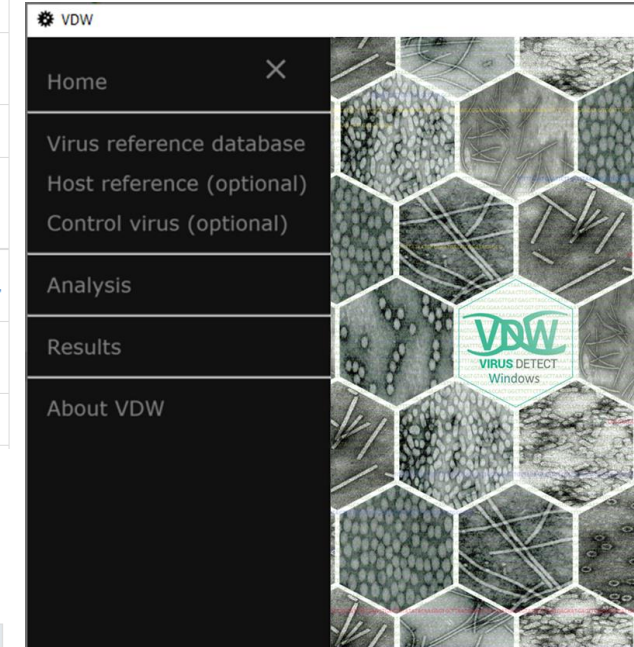 VDW
Home
Virus reference database
Host reference (optional)
Control virus (optional)
Analysis
Results
About VDW
VDW
VIRUS DETECT
Windows